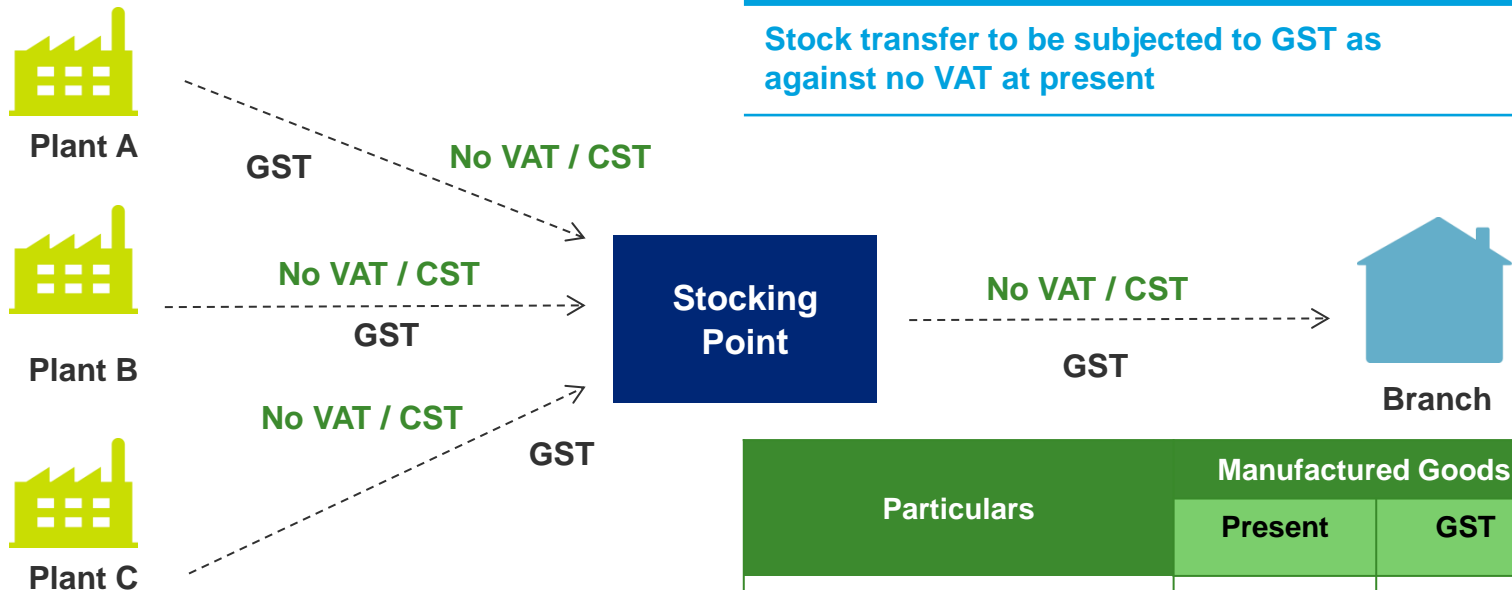 Stock transfer to be subjected to GST as
against no VAT at present
Plant A
GST
No VAT / CST
Plant B
No VAT / CST
GST
Stocking
Point
No VAT / CST
GST
Branch
No VAT / CST
GST
Plant C
Particulars
Manufactured Goods
Present
GST